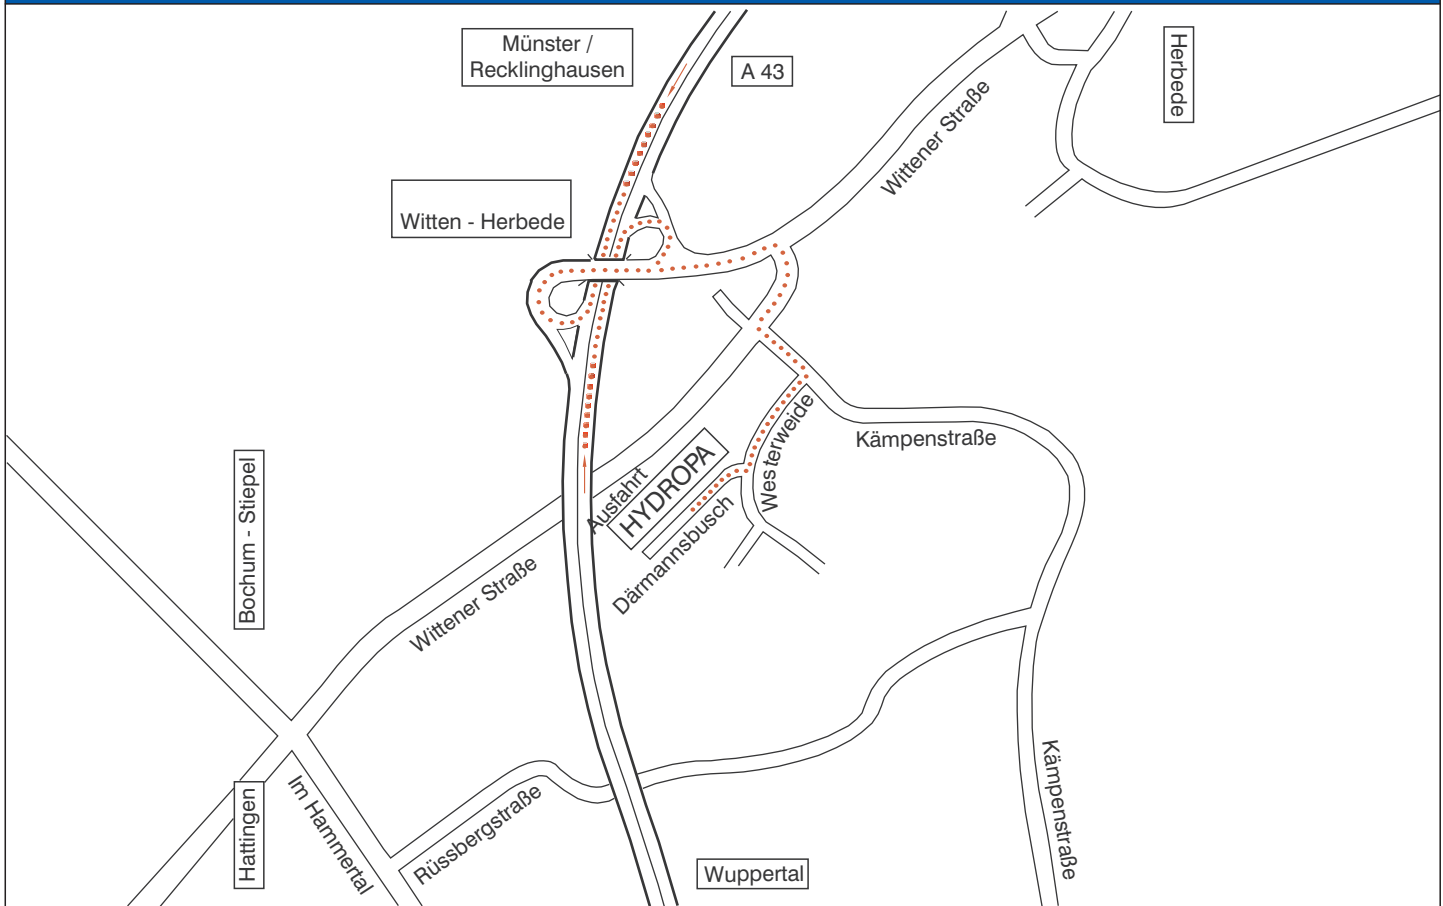 Münster /
Recklinghausen
A 43
Herbede
Wittener Straße
Witten - Herbede
Westerweide
Kämpenstraße
Ausfahrt
HYDROPA
Därmannsbusch
Bochum - Stiepel
Wittener Straße
Hattingen
Im Hammertal
Rüssbergstraße
Kämpenstraße
Wuppertal